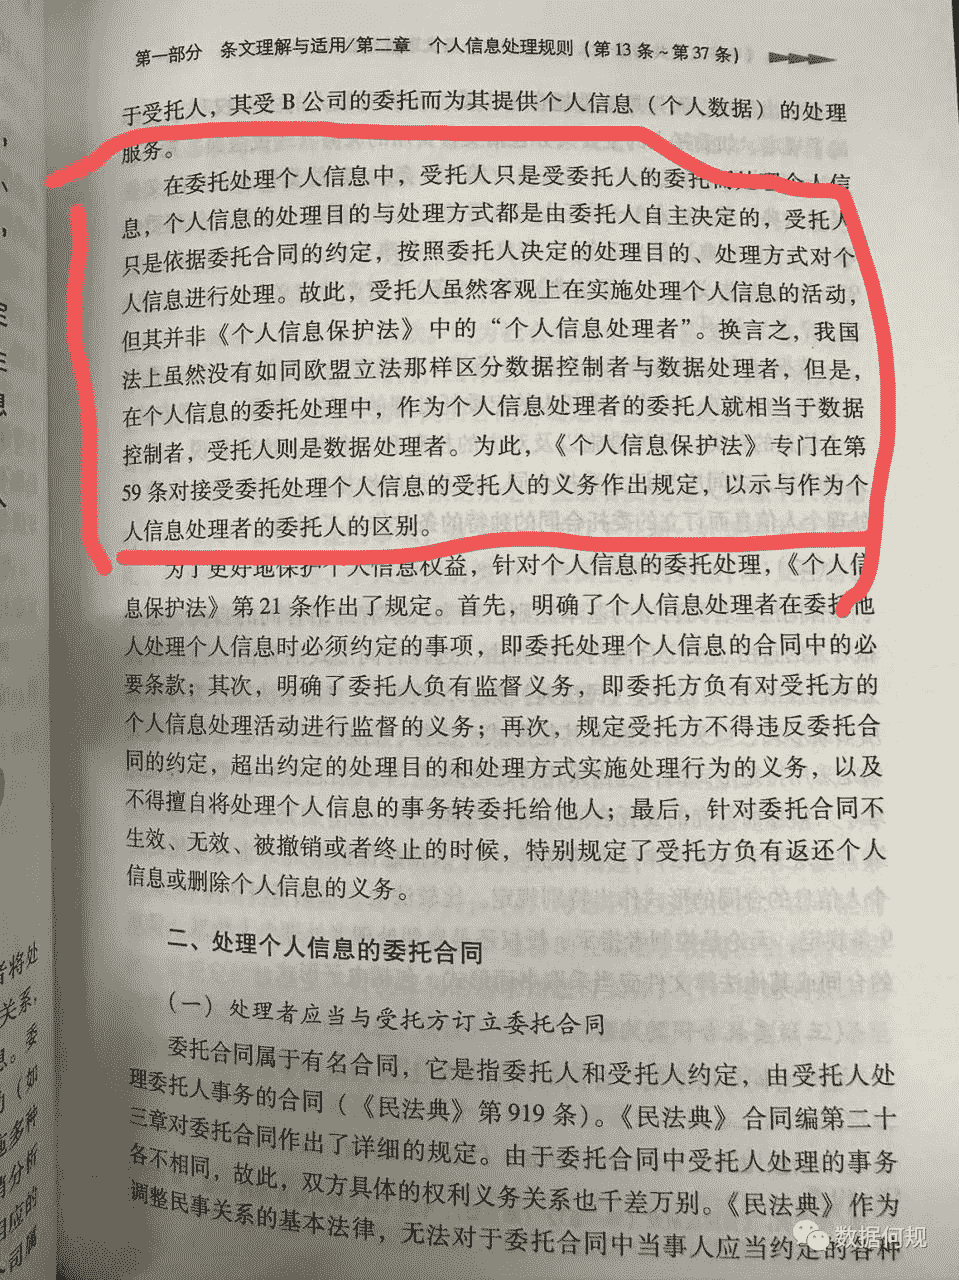 第一部分 条文理解与适用/第二章 个人信息处理规则（第13条~第37条）
于受托人，其受B公司的委托而为其提供个人信息（个人数据）的处理
服务。
在委托处理个人信息中，受托人只是受委托人的委托而处理个人信
息，个人信息的处理目的与处理方式都是由委托人自主决定的，受托人
只是依据委托合同的约定，按照委托人决定的处理目的、处理方式对个
人信息进行处理。故此，受托人虽然客观上在实施处理个人信息的活动，
但其并非《个人信息保护法》中的“个人信息处理者”。换言之，我国
法上虽然没有如同欧盟立法那样区分数据控制者与数据处理者，但是，
在个人信息的委托处理中，作为个人信息处理者的委托人就相当于数据
控制者，受托人则是数据处理者。为此，《个人信息保护法》专门在第
59条对接受委托处理个人信息的受托人的义务作出规定，以示与作为个
人信息处理者的委托人的区别。
为了更好地保护个人信息权益，针对个人信息的委托处理，《个人信
息保护法》第21条作出了规定。首先，明确了个人信息处理者在委托他
人处理个人信息时必须约定的事项，即委托处理个人信息的合同中的必
要条款；其次，明确了委托人负有监督义务，即委托方负有对受托方的
个人信息处理活动进行监督的义务；再次，规定受托方不得违反委托合
同的约定，超出约定的处理目的和处理方式实施处理行为的义务，以及
不得擅自将处理个人信息的事务转委托给他人；最后，针对委托合同不
生效、无效、被撤销或者终止的时候，特别规定了受托方负有返还个人
信息或删除个人信息的义务。
二、处理个人信息的委托合同
（一）处理者应当与受托方订立委托合同
委托合同属于有名合同，它是指委托人和受托人约定，由受托人处
理委托人事务的合同（《民法典》第919条）。《民法典》合同编第二十
三章对委托合同作出了详细的规定。由于委托合同中受托人处理的事务
各不相同，故此，双方具体的权利义务关系也千差万别。《民法典》作为
调整民事关系的基本法律，无法对于委托合同中当事人应当约定的各种
者将处
关系，
息。委
（如
施多种
分析
相应的
公司属
数据何规